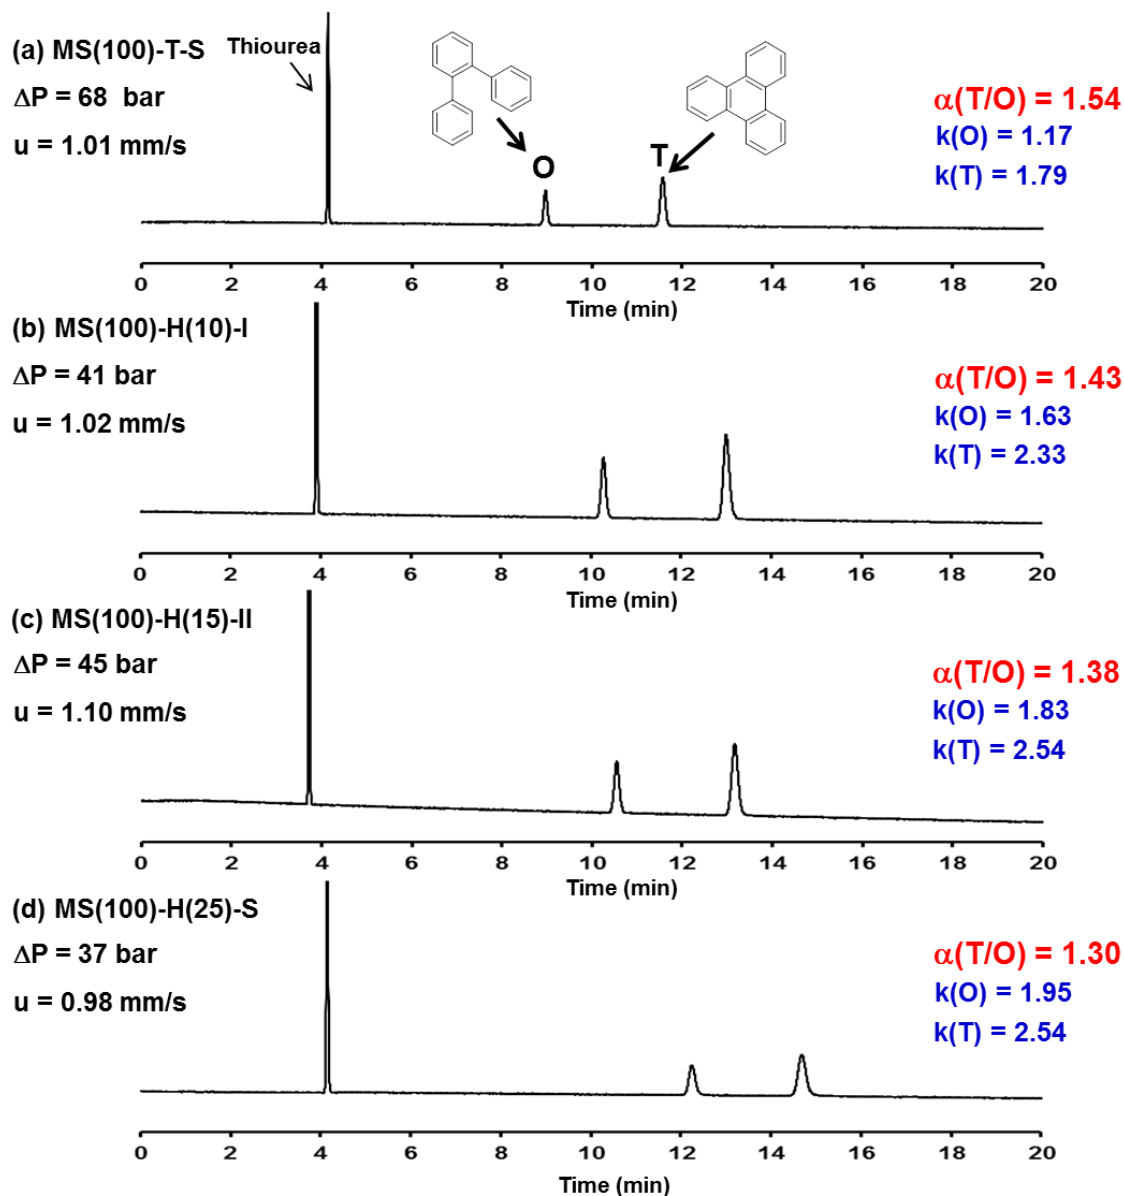 (a) MS(100)-T-S
Thiourea
ΔP = 68 bar
u = 1.01 mm/s
O
T
α(T/O) = 1.54
k(O) = 1.17
k(T) = 1.79
0 2 4 6 8 10 12 14 16 18 20
Time (min)
(b) MS(100)-H(10)-I
ΔP = 41 bar
u = 1.02 mm/s
α(T/O) = 1.43
k(O) = 1.63
k(T) = 2.33
0 2 4 6 8 10 12 14 16 18 20
Time (min)
(c) MS(100)-H(15)-II
ΔP = 45 bar
u = 1.10 mm/s
α(T/O) = 1.38
k(O) = 1.83
k(T) = 2.54
0 2 4 6 8 10 12 14 16 18 20
Time (min)
(d) MS(100)-H(25)-S
ΔP = 37 bar
u = 0.98 mm/s
α(T/O) = 1.30
k(O) = 1.95
k(T) = 2.54
0 2 4 6 8 10 12 14 16 18 20
Time (min)